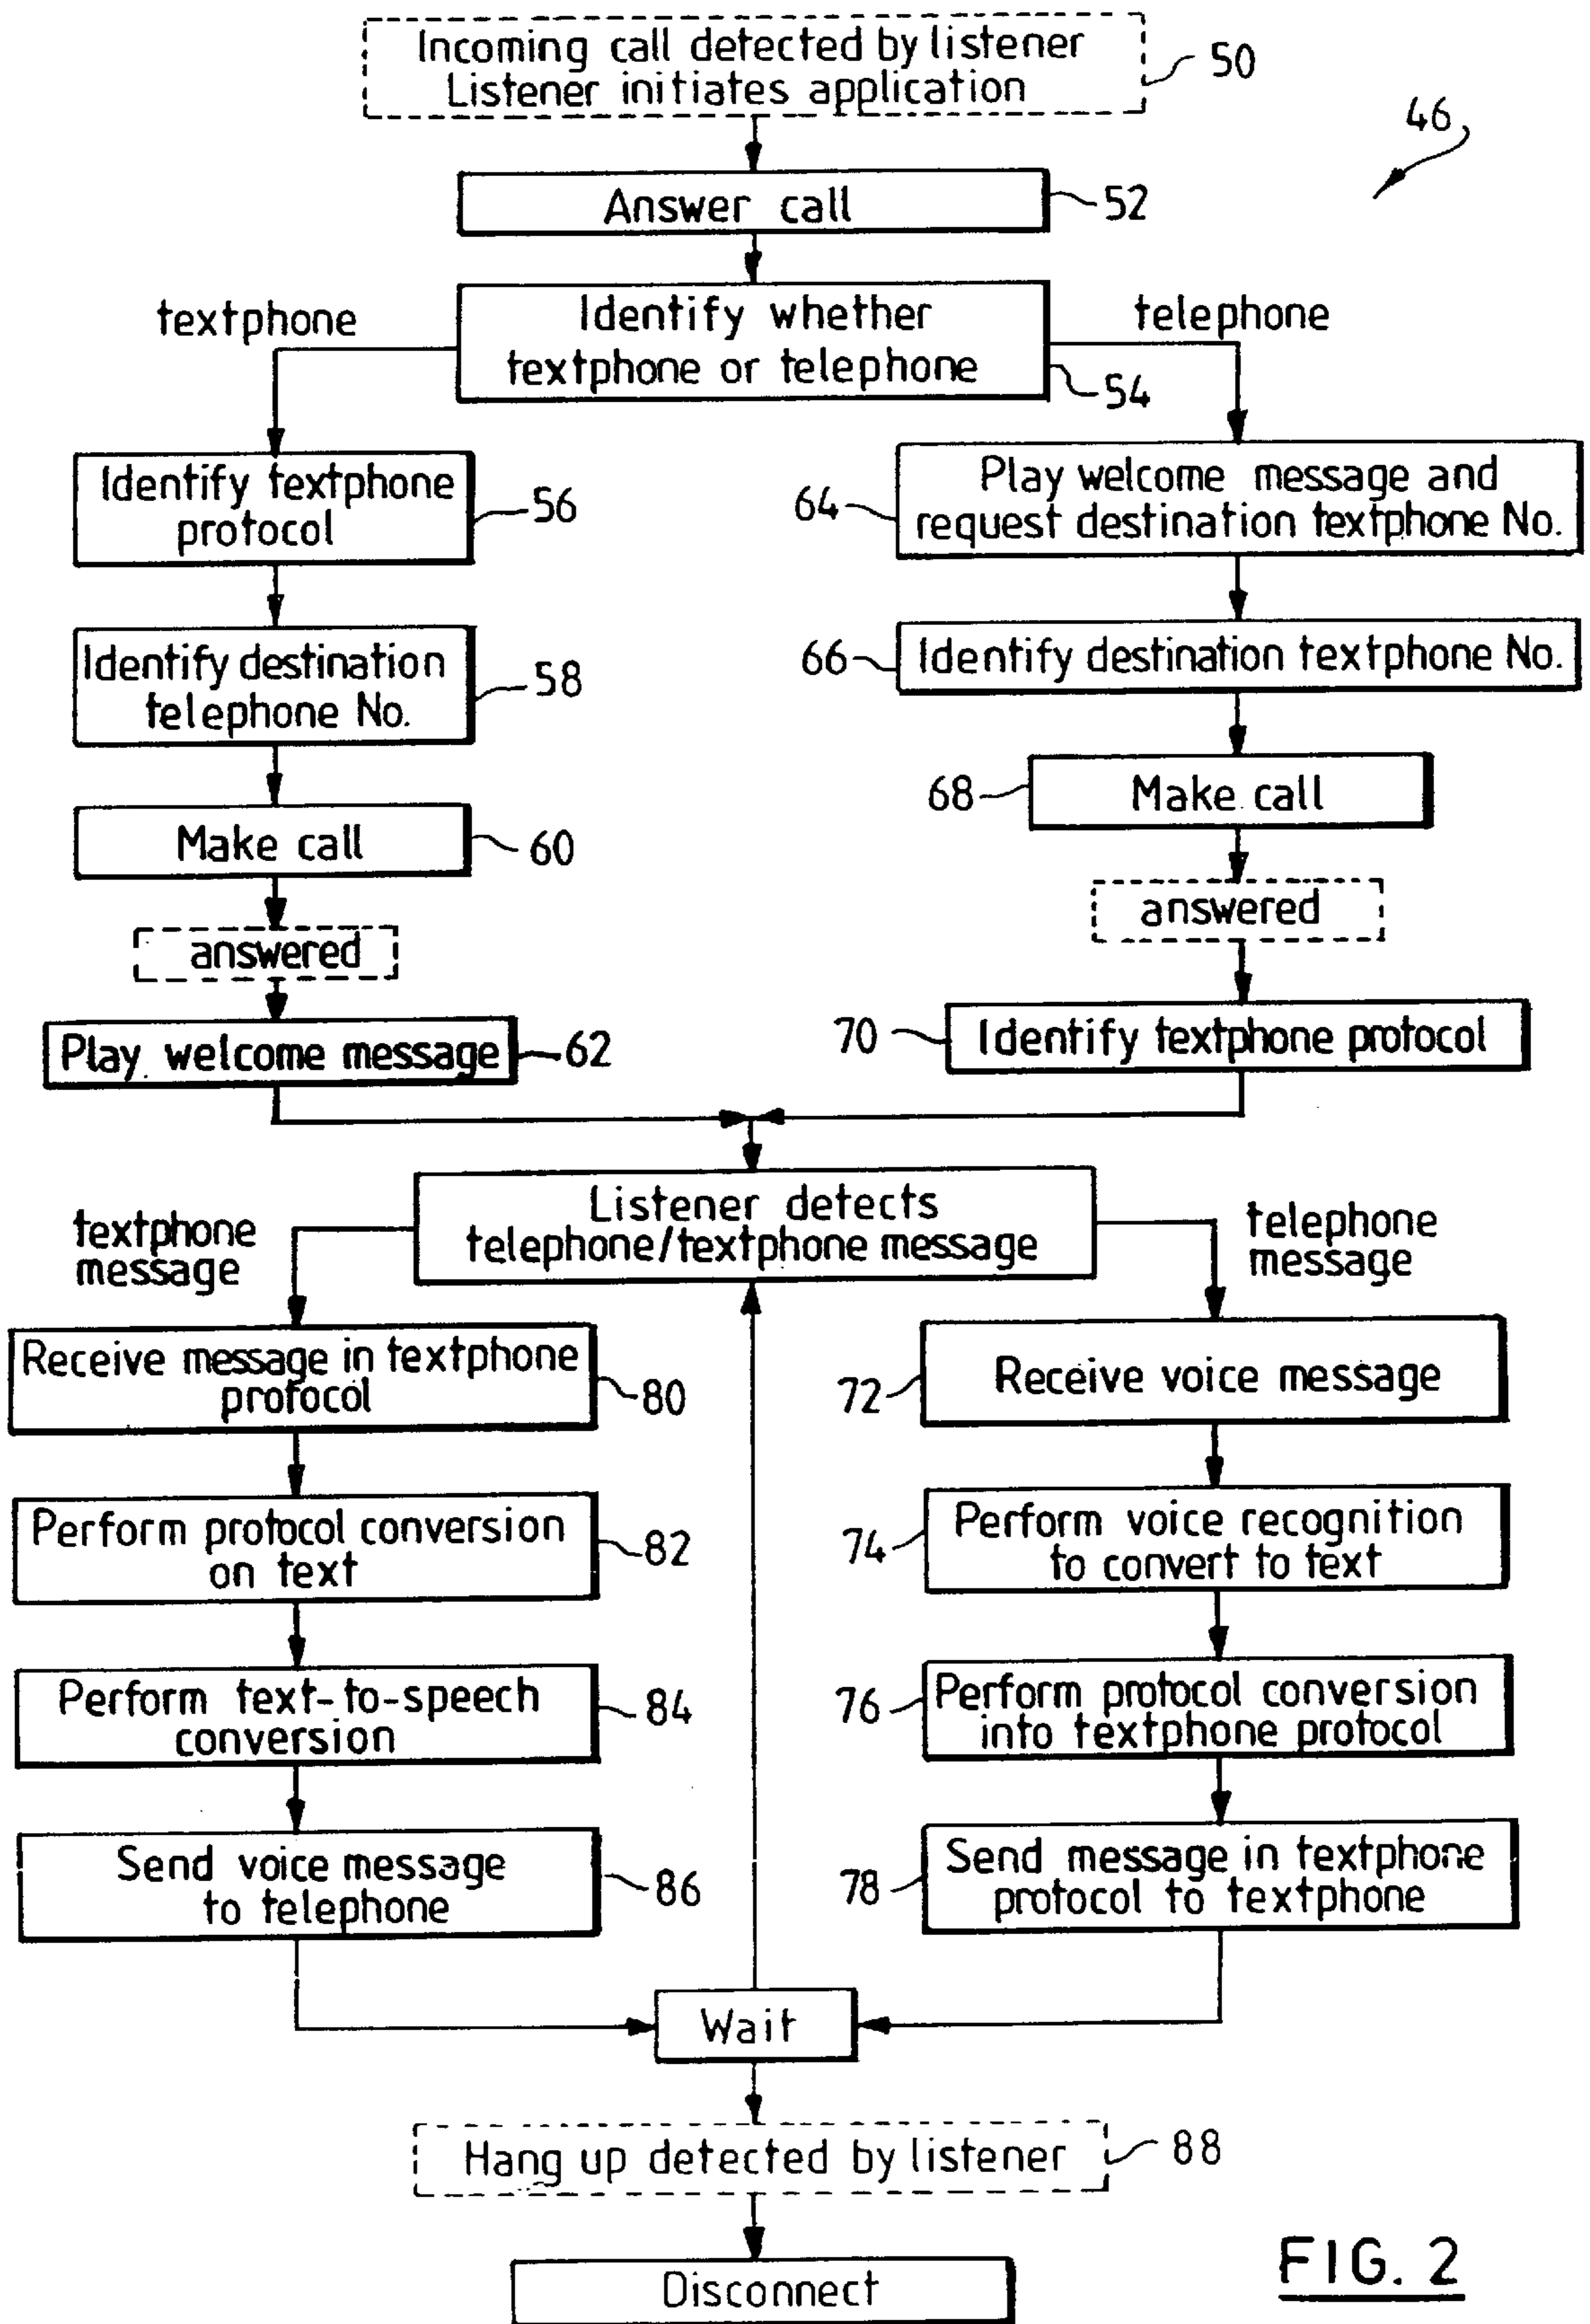 Incoming call detected by listener
Listener initiates application
50
46
Answer call
52
textphone
Identify whether
textphone or telephone
telephone
54
Identify textphone
protocol
56
64
Play welcome message and
request destination textphone No.
Identify destination
telephone No.
58
66
Identify destination textphone No.
Make call
60
68
Make call
answered
answered
Play welcome message
62
70
Identify textphone protocol
textphone
message
Listener detects
telephone/textphone message
telephone
message
Receive message in textphone
protocol
80
72
Receive voice message
Perform protocol conversion
on text
82
74
Perform voice recognition
to convert to text
Perform text-to-speech
conversion
84
76
Perform protocol conversion
into textphone protocol
Send voice message
to telephone
86
78
Send message in textphone
protocol to textphone
Wait
Hang up detected by listener
88
Disconnect
FIG. 2